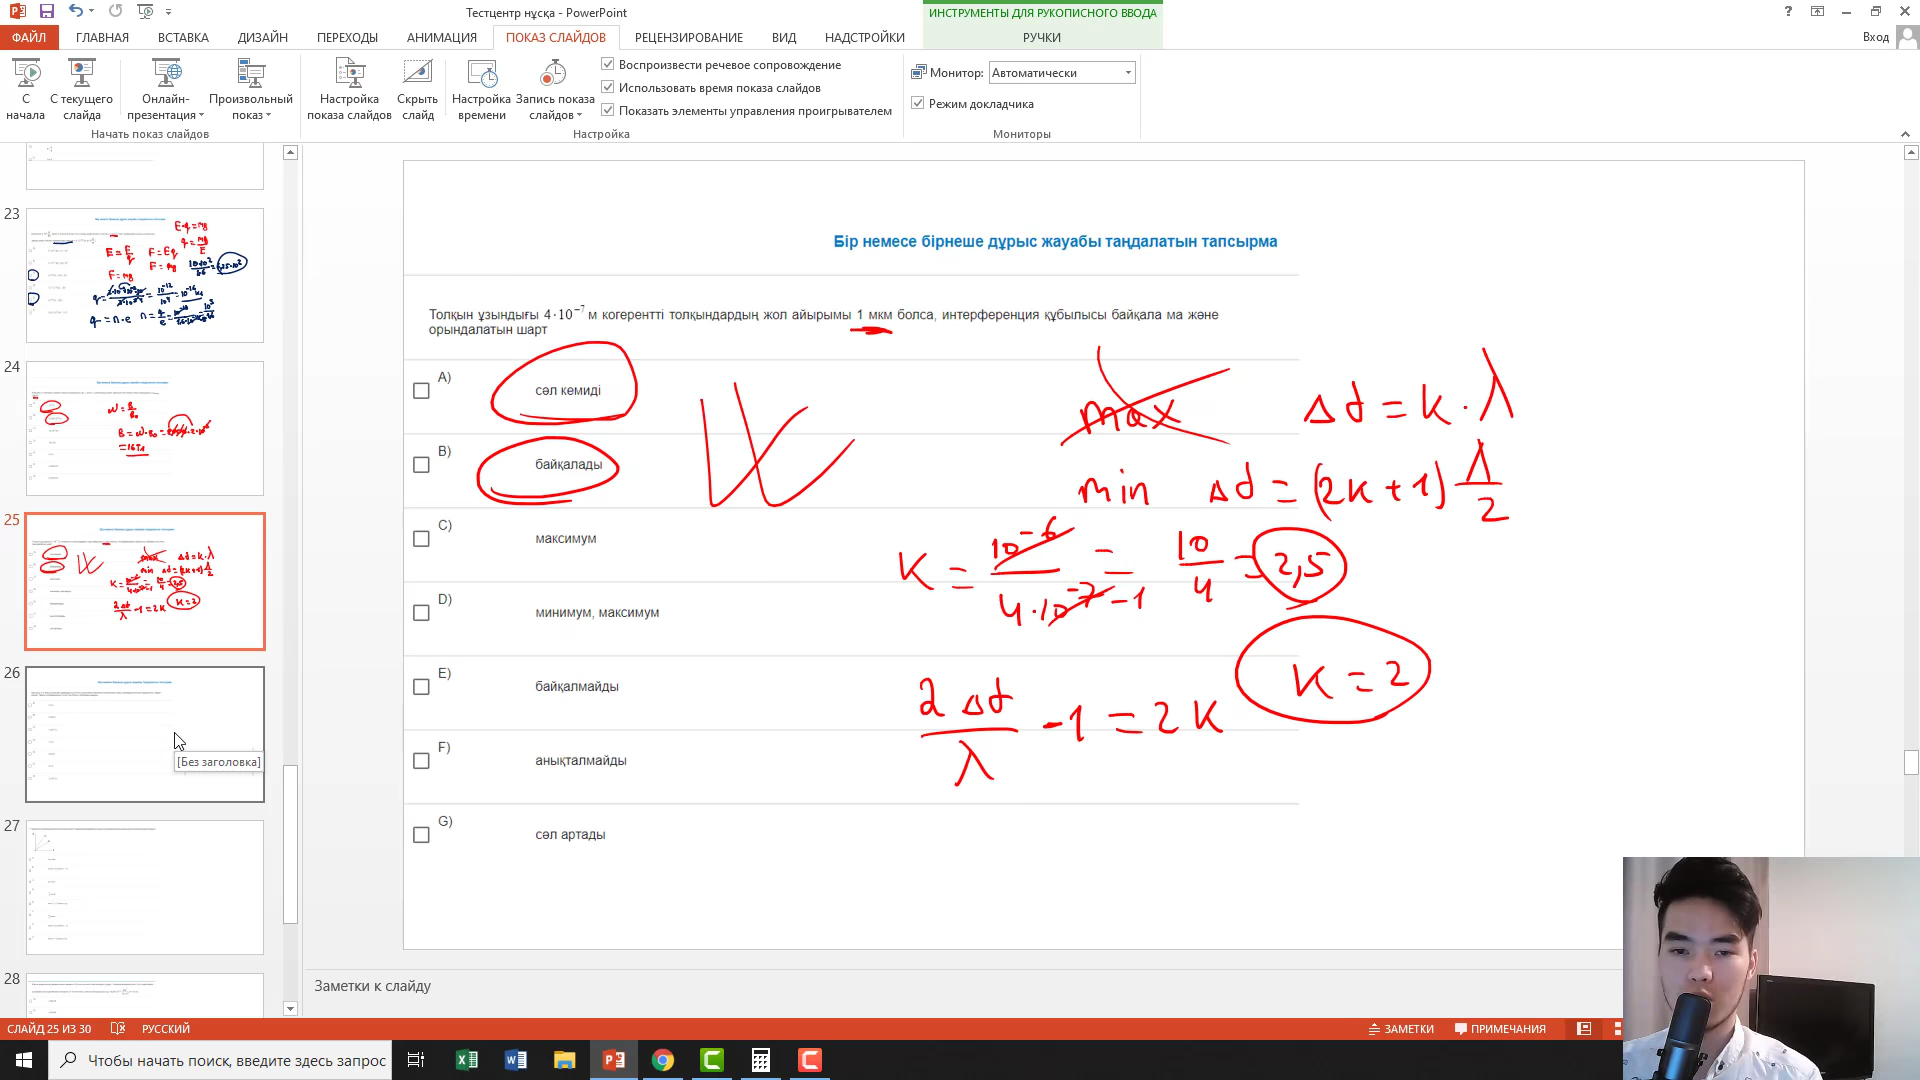 Тестцентр нұсқа - PowerPoint
ИНСТРУМЕНТЫ ДЛЯ РУКОПИСНОГО ВВОДА
?
ФАЙЛ
ГЛАВНАЯ
ВСТАВКА
ДИЗАЙН
ПЕРЕХОДЫ
АНИМАЦИЯ
ПОКАЗ СЛАЙДОВ
РЕЦЕНЗИРОВАНИЕ
ВИД
НАДСТРОЙКИ
РУЧКИ
Вход
С начала
С текущего слайда
Онлайн-презентация
Произвольный показ
Начать показ слайдов
Настройка показа слайдов
Скрыть слайд
Настройка времени
Запись показа слайдов
Воспроизвести речевое сопровождение
Использовать время показа слайдов
Показать элементы управления проигрывателем
Настройка
Монитор: Автоматически
Режим докладчика
Мониторы
23
24
25
26
[Без заголовка]
27
28
Бір немесе бірнеше дұрыс жауабы таңдалатын тапсырма
Толқын ұзындығы 4·10⁻⁷ м когерентті толқындардың жол айырымы 1 мкм болса, интерференция құбылысы байқала ма және
орындалатын шарт
A) сәл кемиді
B) байқалады
C) максимум
D) минимум, максимум
E) байқалмайды
F) анықталмайды
G) сәл артады
max Δd = k · λ
min Δd = (2k + 1) λ/2
K = 10⁻⁶ / 4·10⁻⁷ ⁻¹ = 10/4 = 2,5
K = 2
2Δd/λ - 1 = 2K
Заметки к слайду
СЛАЙД 25 ИЗ 30
РУССКИЙ
ЗАМЕТКИ
ПРИМЕЧАНИЯ
Чтобы начать поиск, введите здесь запрос